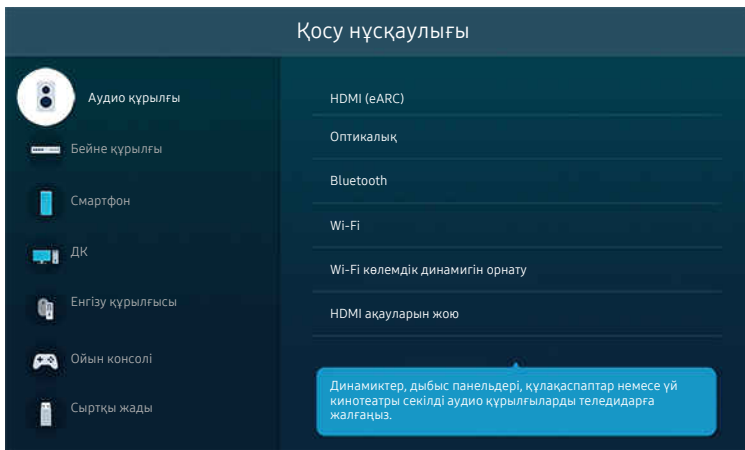 Қосу нұсқаулығы
Аудио құрылғы
Бейне құрылғы
Смартфон
ДК
Енгізу құрылғысы
Ойын консолі
Сыртқы жады
HDMI (eARC)
Оптикалық
Bluetooth
Wi-Fi
Wi-Fi көлемдік динамигін орнату
HDMI ақауларын жою
Динамиктер, дыбыс панельдері, құлақаспаптар немесе үй
кинотеатры секілді аудио құрылғыларды теледидарға
жалғаңыз.